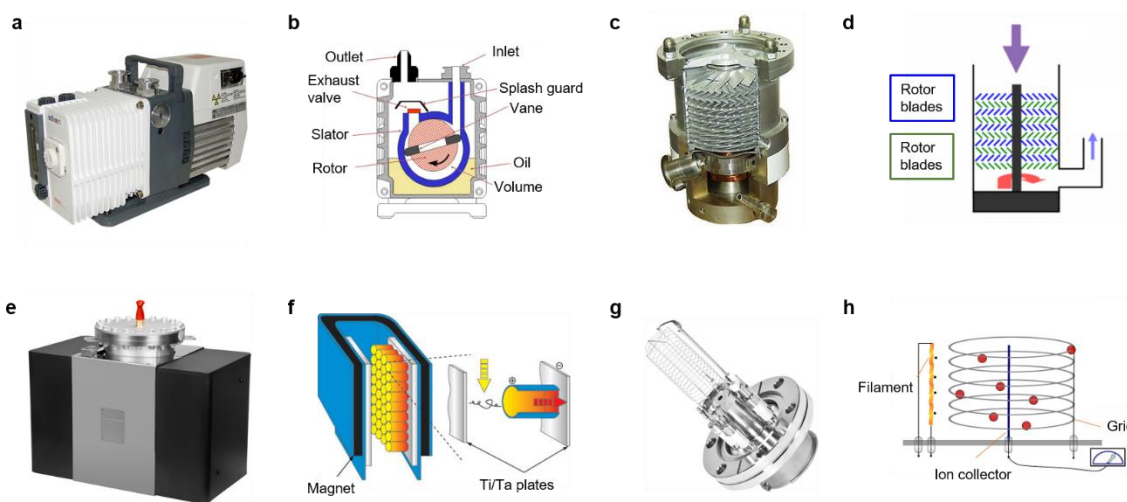 a
b
c
d
Outlet
Inlet
Exhaust
valve
Splash guard
Vane
Slator
Rotor
Oil
Volume
Rotor
blades
Rotor
blades
e
f
g
h
Magnet
Ti/Ta plates
Filament
Grid
Ion collector